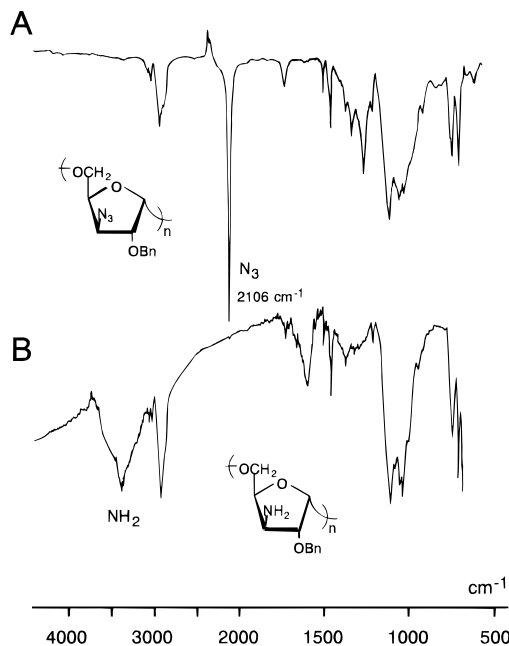 A
(OCH₂
O
N₃
)n
OBn
N₃
2106 cm⁻¹
B
NH₂
(OCH₂
O
NH₂
)n
OBn
cm⁻¹
4000 3000 2000 1500 1000 500